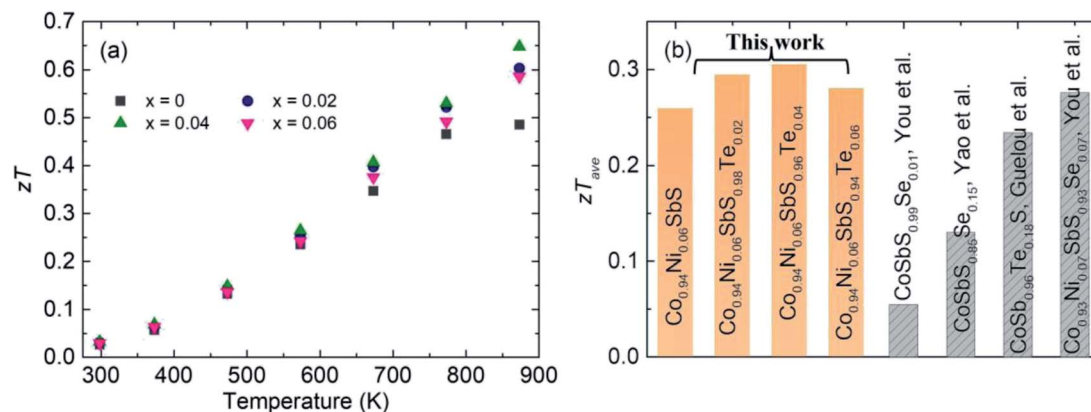 (a)
x = 0
x = 0.02
x = 0.04
x = 0.06
zT
0.7
0.6
0.5
0.4
0.3
0.2
0.1
0.0
300
400
500
600
700
800
900
Temperature (K)
(b)
This work
zT_ave
0.3
0.2
0.1
0.0
Co₀.₉₄Ni₀.₀₆SbS
Co₀.₉₄Ni₀.₀₆SbS₀.₉₈Te₀.₀₂
Co₀.₉₄Ni₀.₀₆SbS₀.₉₆Te₀.₀₄
Co₀.₉₄Ni₀.₀₆SbS₀.₉₄Te₀.₀₆
CoSbS₀.₉₉Se₀.₀₁, You et al.
CoSbS₀.₈₅Se₀.₁₅, Yao et al.
CoSb₀.₉₆Te₀.₁₈S, Guelou et al.
Co₀.₉₃Ni₀.₀₇SbS₀.₉₃Se₀.₀₇, You et al.